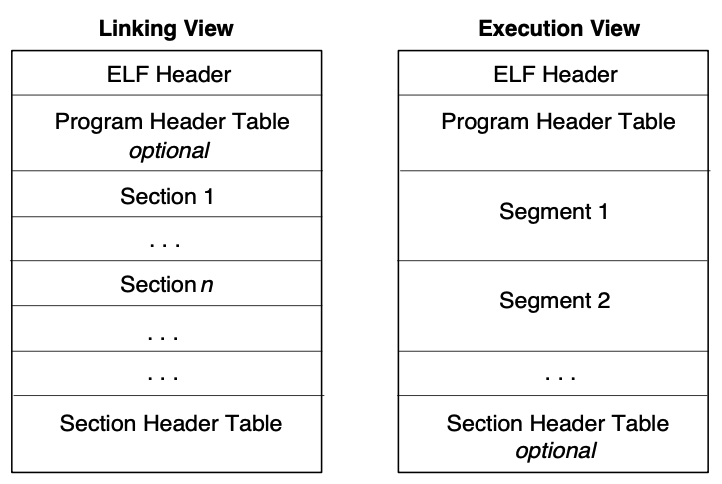 Linking View
ELF Header
Program Header Table
optional
Section 1
. . .
Section n
. . .
. . .
Section Header Table
Execution View
ELF Header
Program Header Table
Segment 1
Segment 2
. . .
Section Header Table
optional